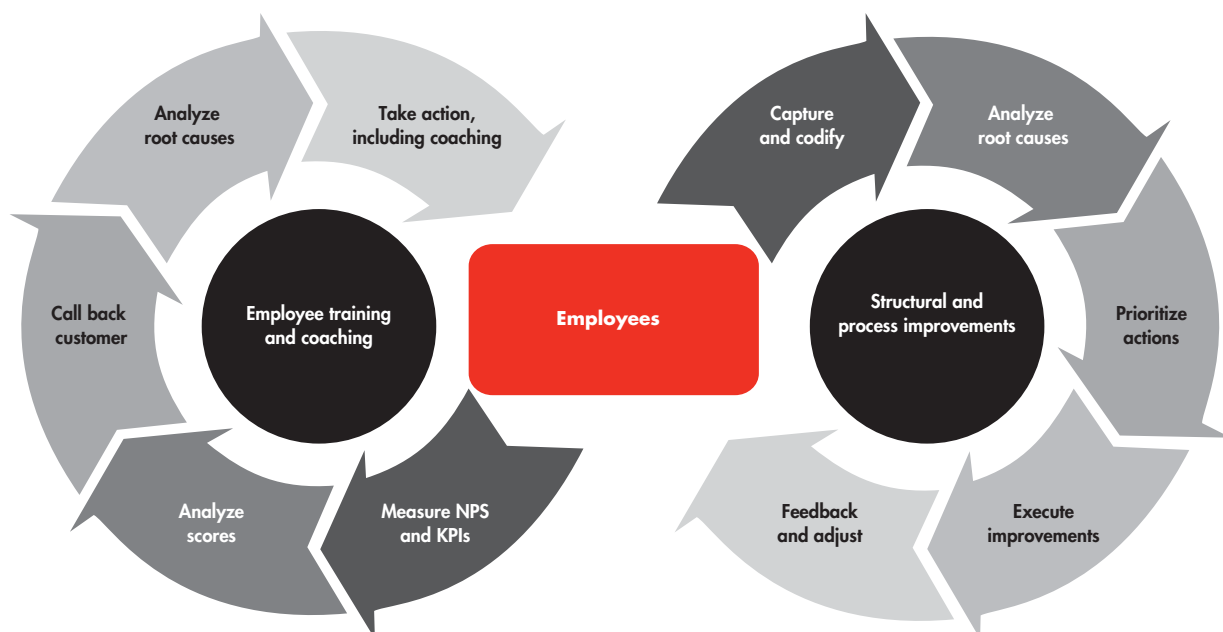 Analyze
root causes
Take action,
including coaching
Call back
customer
Employee training
and coaching
Analyze
scores
Measure NPS
and KPIs
Employees
Capture
and codify
Analyze
root causes
Structural and
process improvements
Prioritize
actions
Feedback
and adjust
Execute
improvements